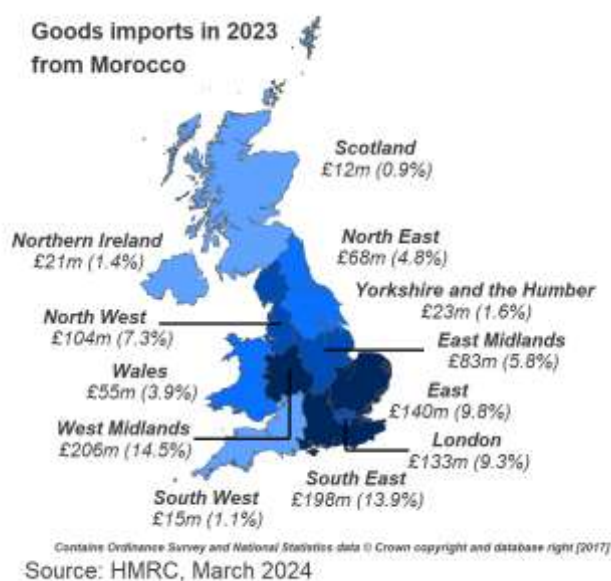 Goods imports in 2023
from Morocco
Scotland
£12m (0.9%)
Northern Ireland
£21m (1.4%)
North East
£68m (4.8%)
Yorkshire and the Humber
£23m (1.6%)
North West
£104m (7.3%)
East Midlands
£83m (5.8%)
Wales
£55m (3.9%)
East
£140m (9.8%)
West Midlands
£206m (14.5%)
London
£133m (9.3%)
South East
£198m (13.9%)
South West
£15m (1.1%)
Contains Ordinance Survey and National Statistics data © Crown copyright and database right [2017]
Source: HMRC, March 2024